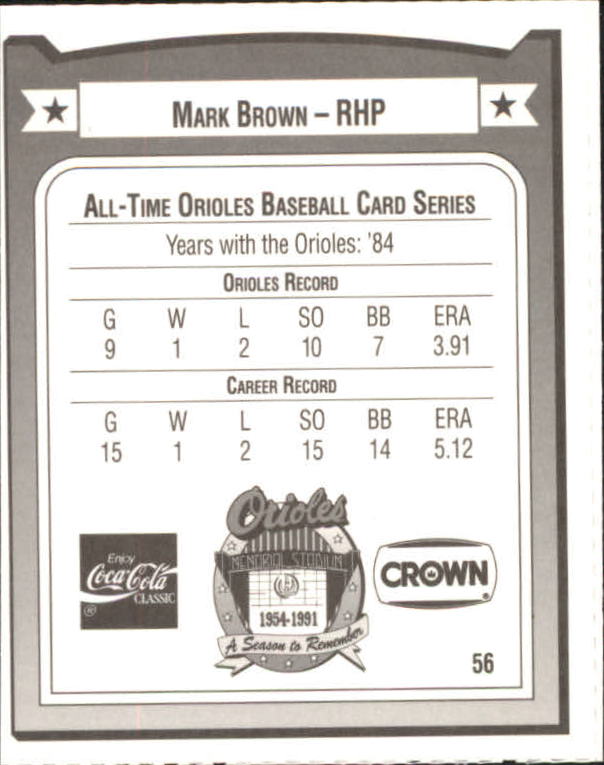 MARK BROWN – RHP
ALL-TIME ORIOLES BASEBALL CARD SERIES
Years with the Orioles: '84
ORIOLES RECORD
G W L SO BB ERA
9 1 2 10 7 3.91
CAREER RECORD
G W L SO BB ERA
15 1 2 15 14 5.12
Orioles
MEMORIAL STADIUM
1954-1991
A Season to Remember
Enjoy
Coca-Cola
CLASSIC
®
CROWN
®
56